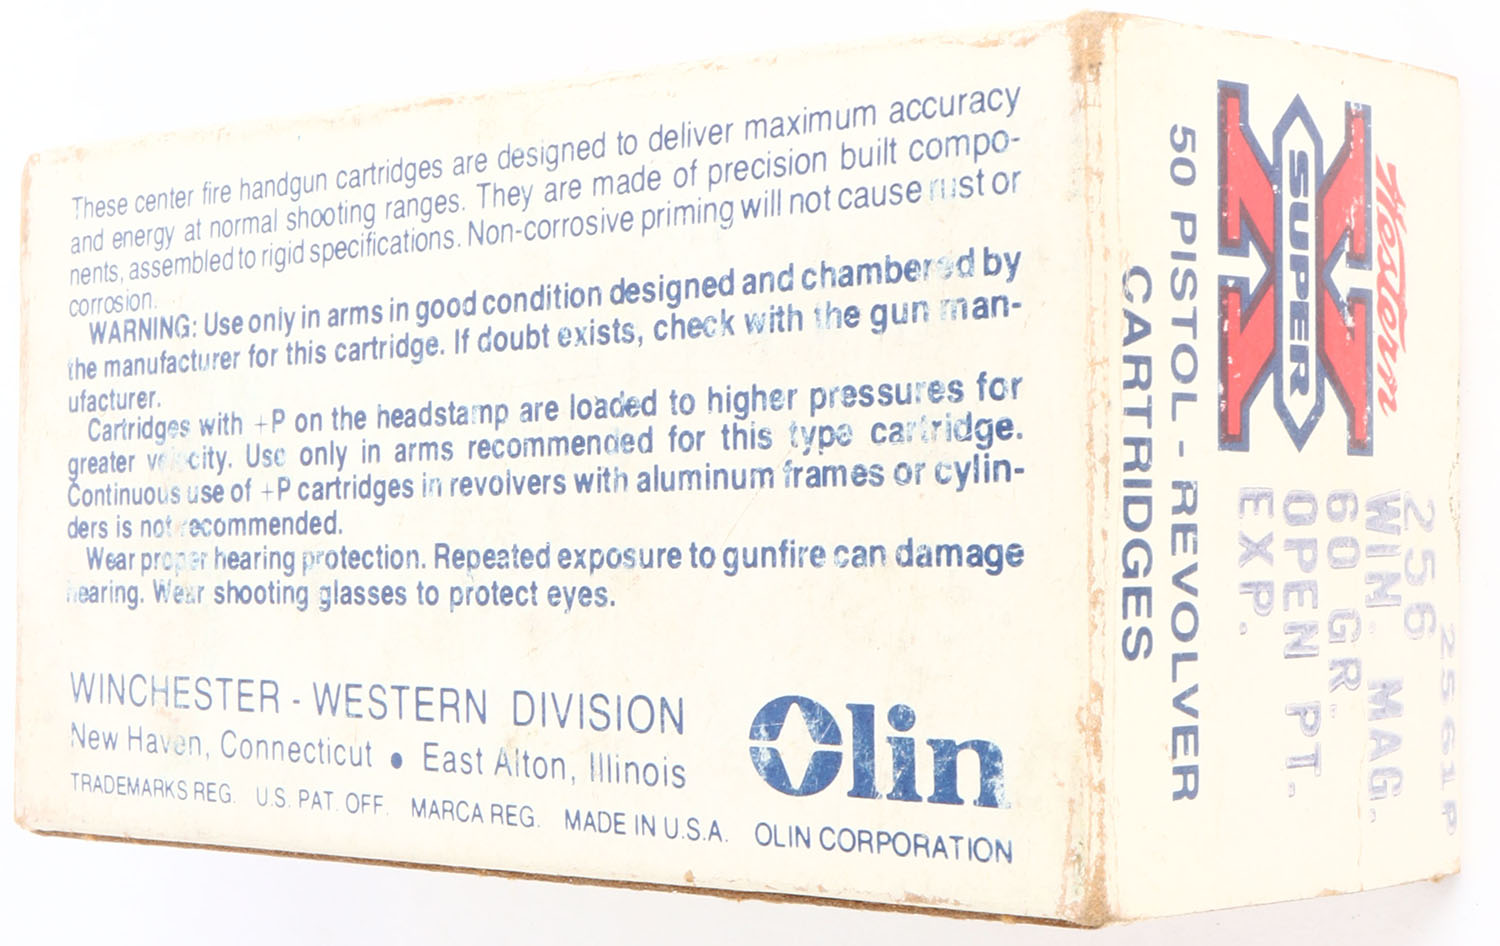 These center fire handgun cartridges are designed to deliver maximum accuracy
and energy at normal shooting ranges. They are made of precision built compo-
nents, assembled to rigid specifications. Non-corrosive priming will not cause rust or
corrosion.
WARNING: Use only in arms in good condition designed and chambered by
the manufacturer for this cartridge. If doubt exists, check with the gun man-
ufacturer.
Cartridges with +P on the headstamp are loaded to higher pressures for
greater velocity. Use only in arms recommended for this type cartridge.
Continuous use of +P cartridges in revolvers with aluminum frames or cylin-
ders is not recommended.
Wear proper hearing protection. Repeated exposure to gunfire can damage
hearing. Wear shooting glasses to protect eyes.
WINCHESTER - WESTERN DIVISION
New Haven, Connecticut • East Alton, Illinois
TRADEMARKS REG. U.S. PAT. OFF. MARCA REG. MADE IN U.S.A. OLIN CORPORATION
Olin
Western
SUPER
X
2561P
256
WIN. MAG.
60 GR.
OPEN PT.
EXP.
50 PISTOL - REVOLVER
CARTRIDGES